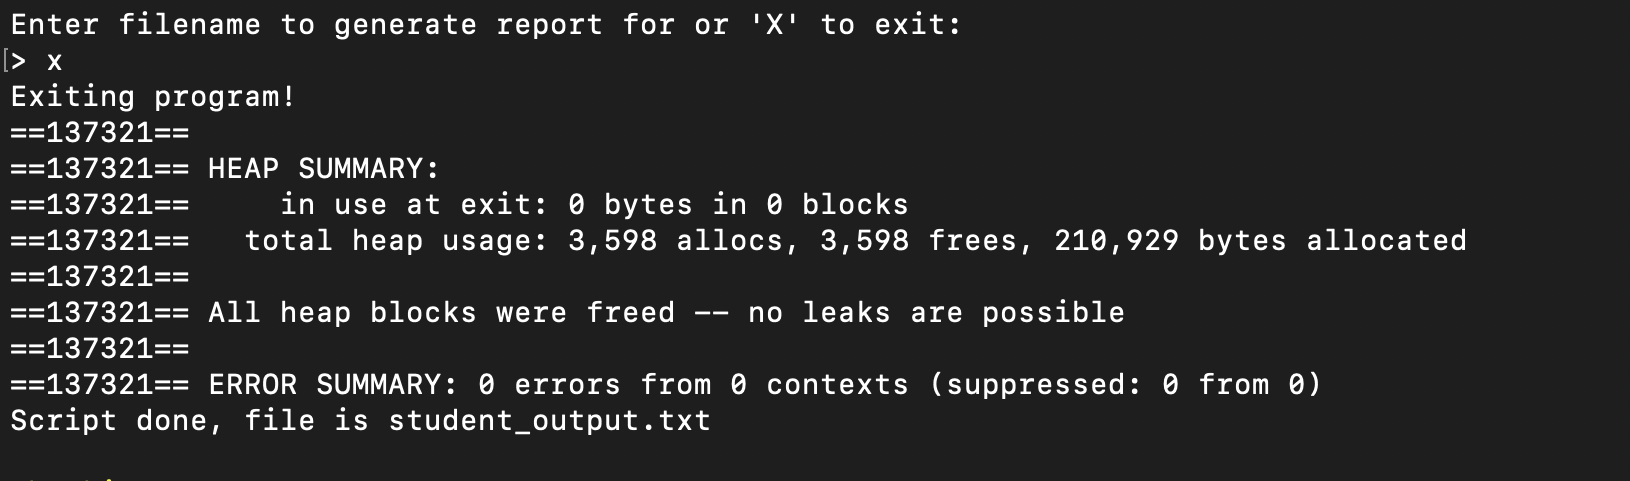 Enter filename to generate report for or 'X' to exit:
> x
Exiting program!
==137321==
==137321== HEAP SUMMARY:
==137321==     in use at exit: 0 bytes in 0 blocks
==137321==   total heap usage: 3,598 allocs, 3,598 frees, 210,929 bytes allocated
==137321==
==137321== All heap blocks were freed -- no leaks are possible
==137321==
==137321== ERROR SUMMARY: 0 errors from 0 contexts (suppressed: 0 from 0)
Script done, file is student_output.txt